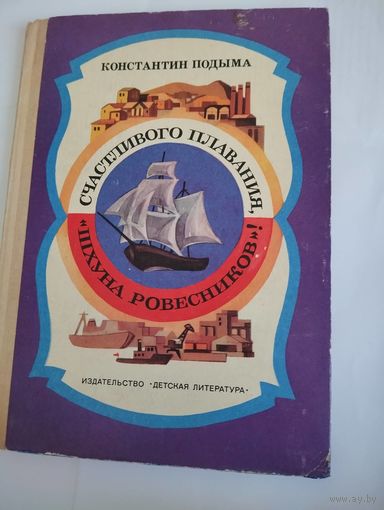 КОНСТАНТИН ПОДЫМА
СЧАСТЛИВОГО ПЛАВАНИЯ,
«ШХУНА РОВЕСНИКОВ»!
ИЗДАТЕЛЬСТВО «ДЕТСКАЯ ЛИТЕРАТУРА»
www.ay.by